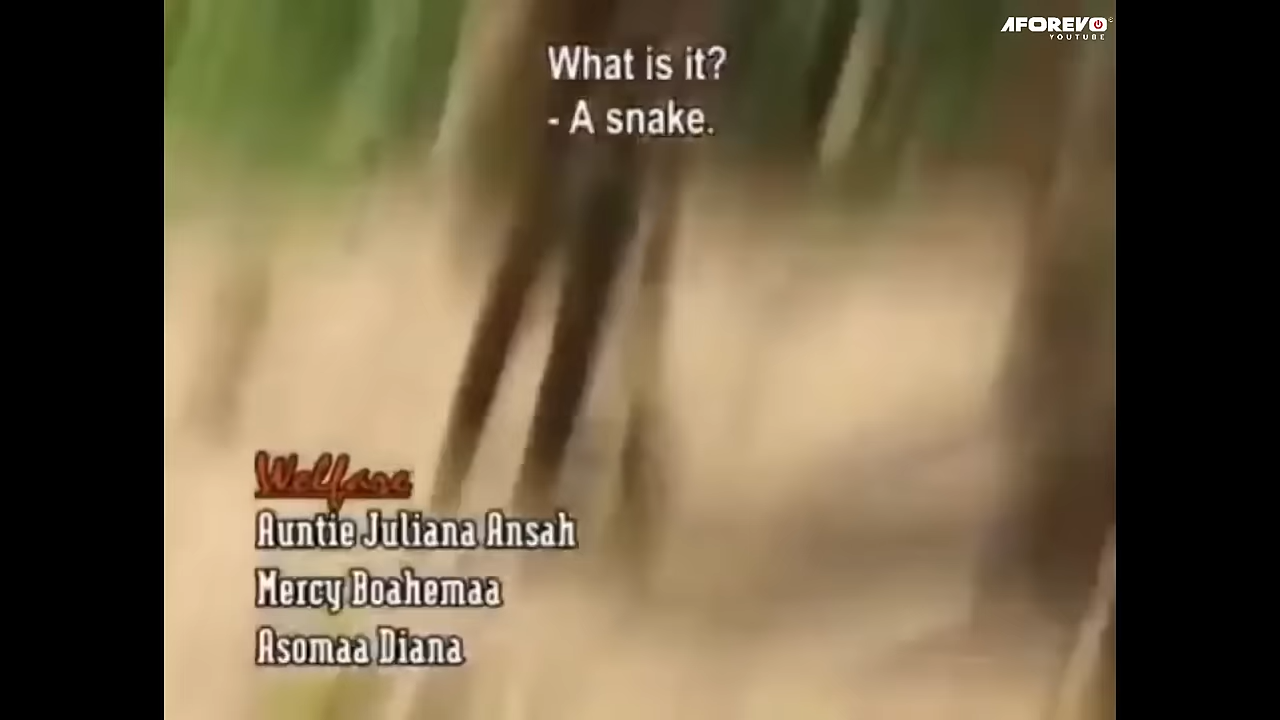 AFOREVO
YOUTUBE
What is it?
- A snake.
Welfare
Auntie Juliana Ansah
Mercy Boahemaa
Asomaa Diana